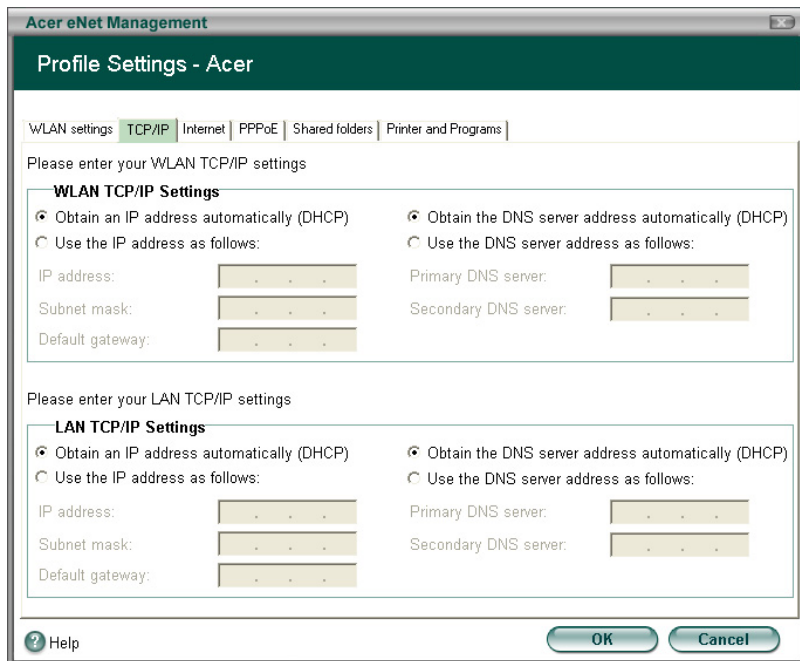 Acer eNet Management
Profile Settings - Acer
WLAN settings TCP/IP Internet PPPoE Shared folders Printer and Programs
Please enter your WLAN TCP/IP settings
WLAN TCP/IP Settings
Obtain an IP address automatically (DHCP) Obtain the DNS server address automatically (DHCP)
Use the IP address as follows: Use the DNS server address as follows:
IP address: Primary DNS server:
Subnet mask: Secondary DNS server:
Default gateway:
Please enter your LAN TCP/IP settings
LAN TCP/IP Settings
Obtain an IP address automatically (DHCP) Obtain the DNS server address automatically (DHCP)
Use the IP address as follows: Use the DNS server address as follows:
IP address: Primary DNS server:
Subnet mask: Secondary DNS server:
Default gateway:
? Help OK Cancel